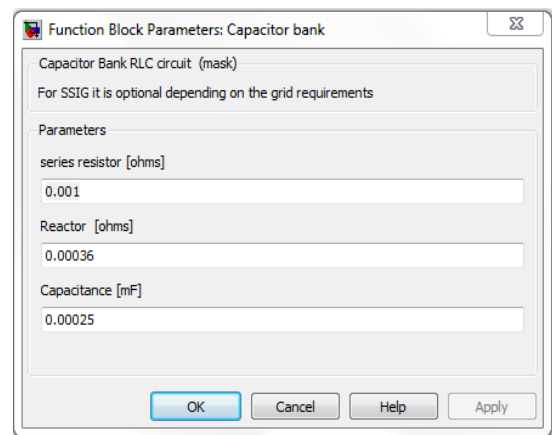 Function Block Parameters: Capacitor bank
Capacitor Bank RLC circuit (mask)
For SSIG it is optional depending on the grid requirements
Parameters
series resistor [ohms]
0.001
Reactor [ohms]
0.00036
Capacitance [mF]
0.00025
OK Cancel Help Apply